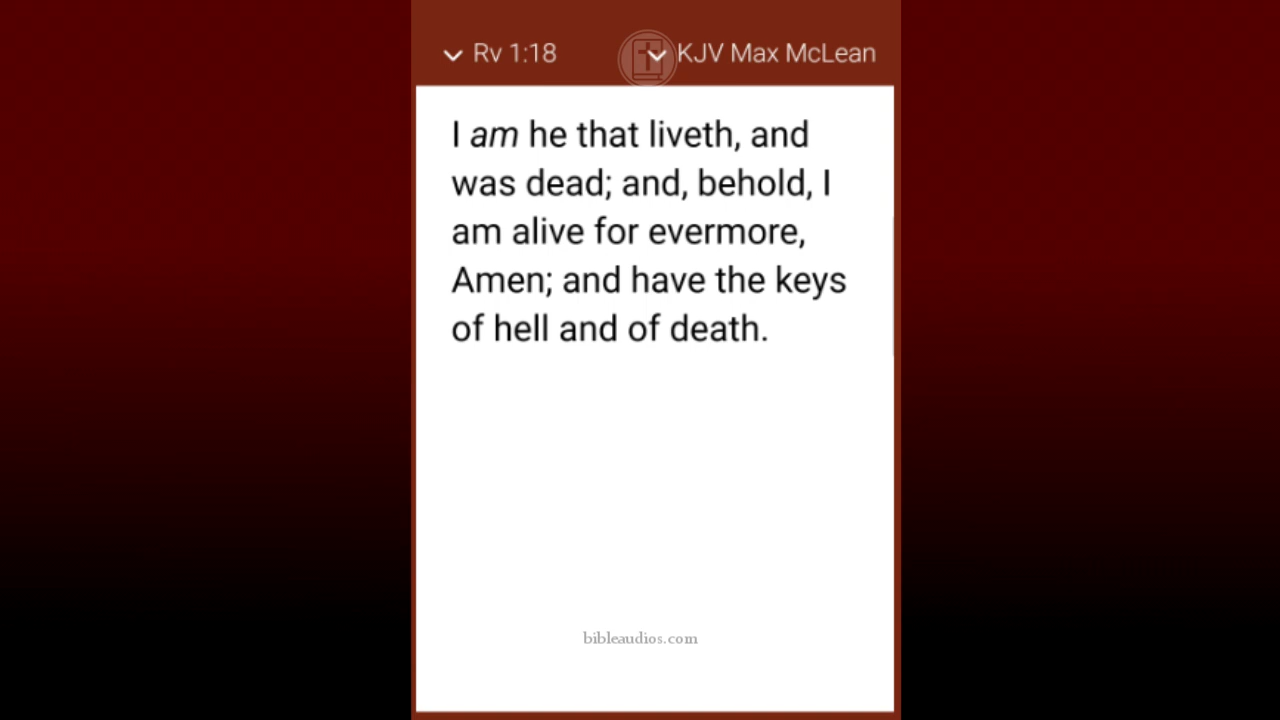 Rv 1:18 KJV Max McLean
I am he that liveth, and
was dead; and, behold, I
am alive for evermore,
Amen; and have the keys
of hell and of death.
bibleaudios.com